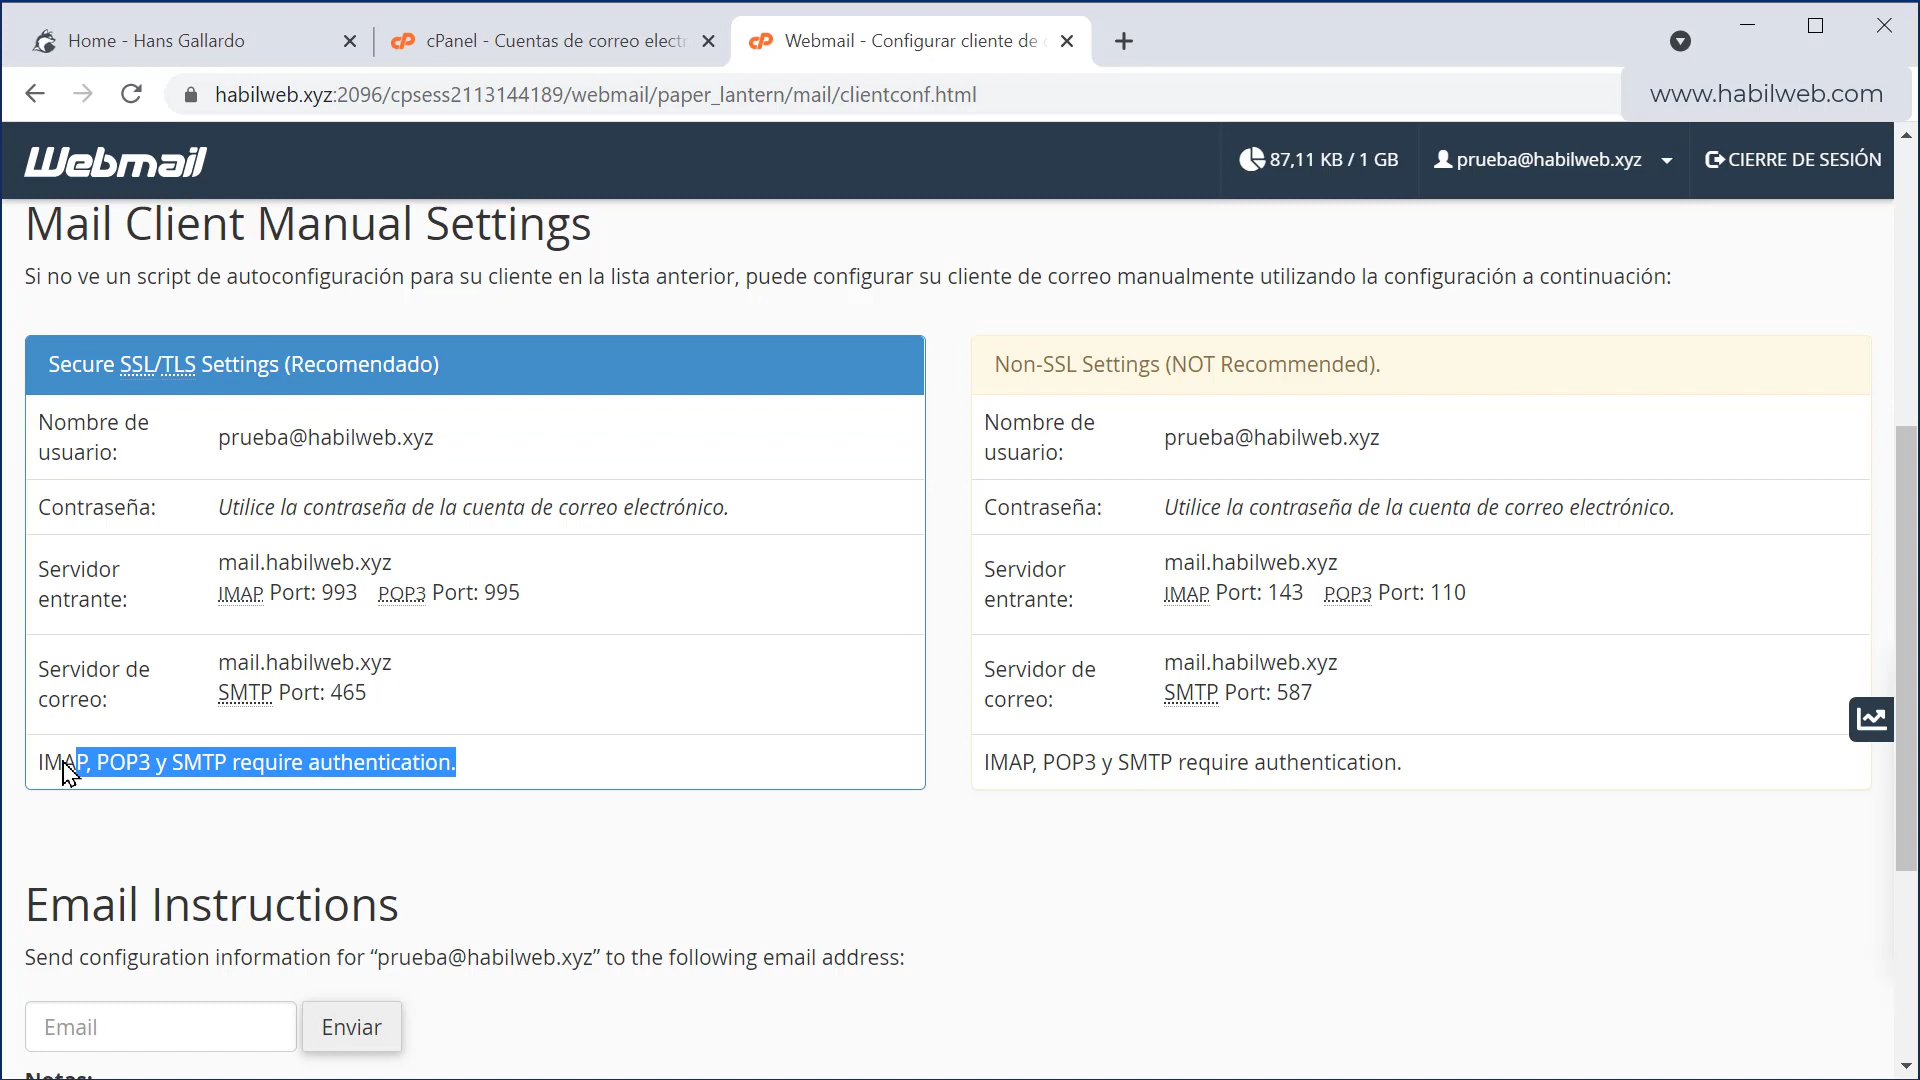 Home - Hans Gallardo
cPanel - Cuentas de correo elect
Webmail - Configurar cliente de
habilweb.xyz:2096/cpsess2113144189/webmail/paper_lantern/mail/clientconf.html
www.habilweb.com
Webmail
87,11 KB / 1 GB
prueba@habilweb.xyz
CIERRE DE SESIÓN
Mail Client Manual Settings
Si no ve un script de autoconfiguración para su cliente en la lista anterior, puede configurar su cliente de correo manualmente utilizando la configuración a continuación:
Secure SSL/TLS Settings (Recomendado)
Nombre de
usuario:
prueba@habilweb.xyz
Contraseña:
Utilice la contraseña de la cuenta de correo electrónico.
Servidor
entrante:
mail.habilweb.xyz
IMAP Port: 993 POP3 Port: 995
Servidor de
correo:
mail.habilweb.xyz
SMTP Port: 465
IMAP, POP3 y SMTP require authentication.
Non-SSL Settings (NOT Recommended).
Nombre de
usuario:
prueba@habilweb.xyz
Contraseña:
Utilice la contraseña de la cuenta de correo electrónico.
Servidor
entrante:
mail.habilweb.xyz
IMAP Port: 143 POP3 Port: 110
Servidor de
correo:
mail.habilweb.xyz
SMTP Port: 587
IMAP, POP3 y SMTP require authentication.
Email Instructions
Send configuration information for “prueba@habilweb.xyz” to the following email address:
Email
Enviar
Notes: